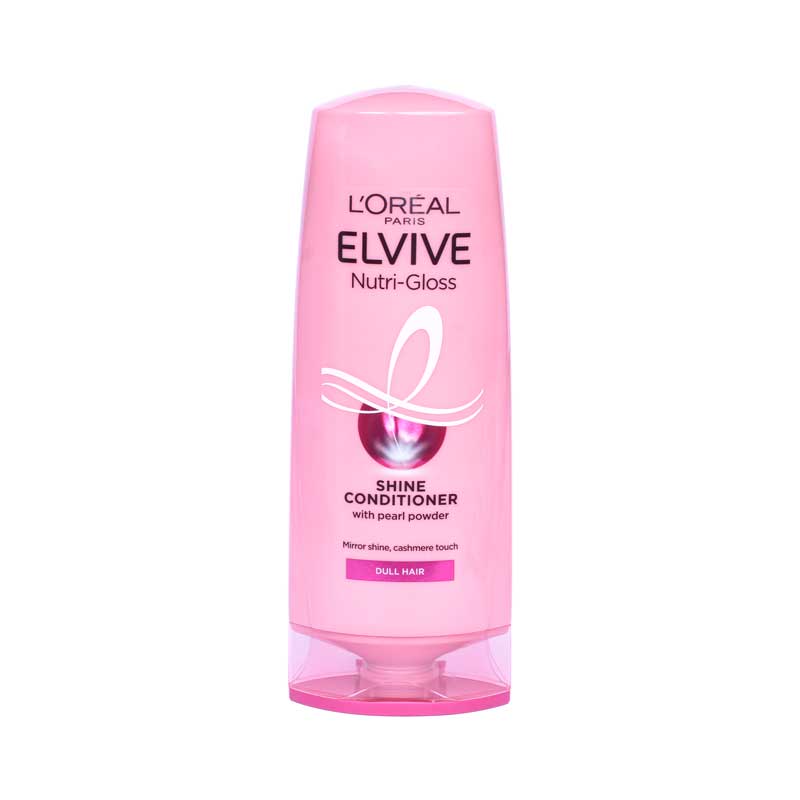 L'ORÉAL
PARIS
ELVIVE
Nutri-Gloss
SHINE
CONDITIONER
with pearl powder
Mirror shine, cashmere touch
DULL HAIR